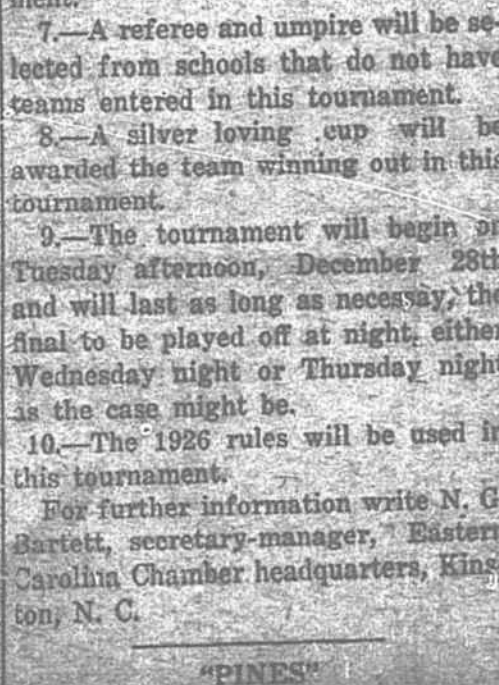 7.—A referee and umpire will be se-
lected from schools that do not have
teams entered in this tournament.
8.—A silver loving cup will be
awarded the team winning out in this
tournament.
9.—The tournament will begin on
Tuesday afternoon, December 28th
and will last as long as necessay, the
final to be played off at night, either
Wednesday night or Thursday night
as the case might be.
10.—The 1926 rules will be used in
this tournament.
For further information write N. G.
Bartett, secretary-manager, Eastern
Carolina Chamber headquarters, Kins-
ton, N. C.
"PINES"